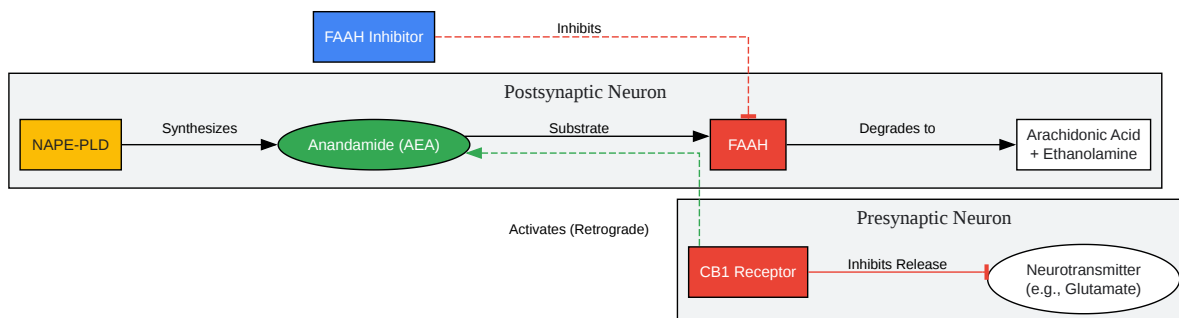 Inhibits
FAAH Inhibitor
Postsynaptic Neuron
NAPE-PLD
Synthesizes
Anandamide (AEA)
Substrate
FAAH
Degrades to
Arachidonic Acid
+ Ethanolamine
Presynaptic Neuron
Activates (Retrograde)
CB1 Receptor
Inhibits Release
Neurotransmitter
(e.g., Glutamate)